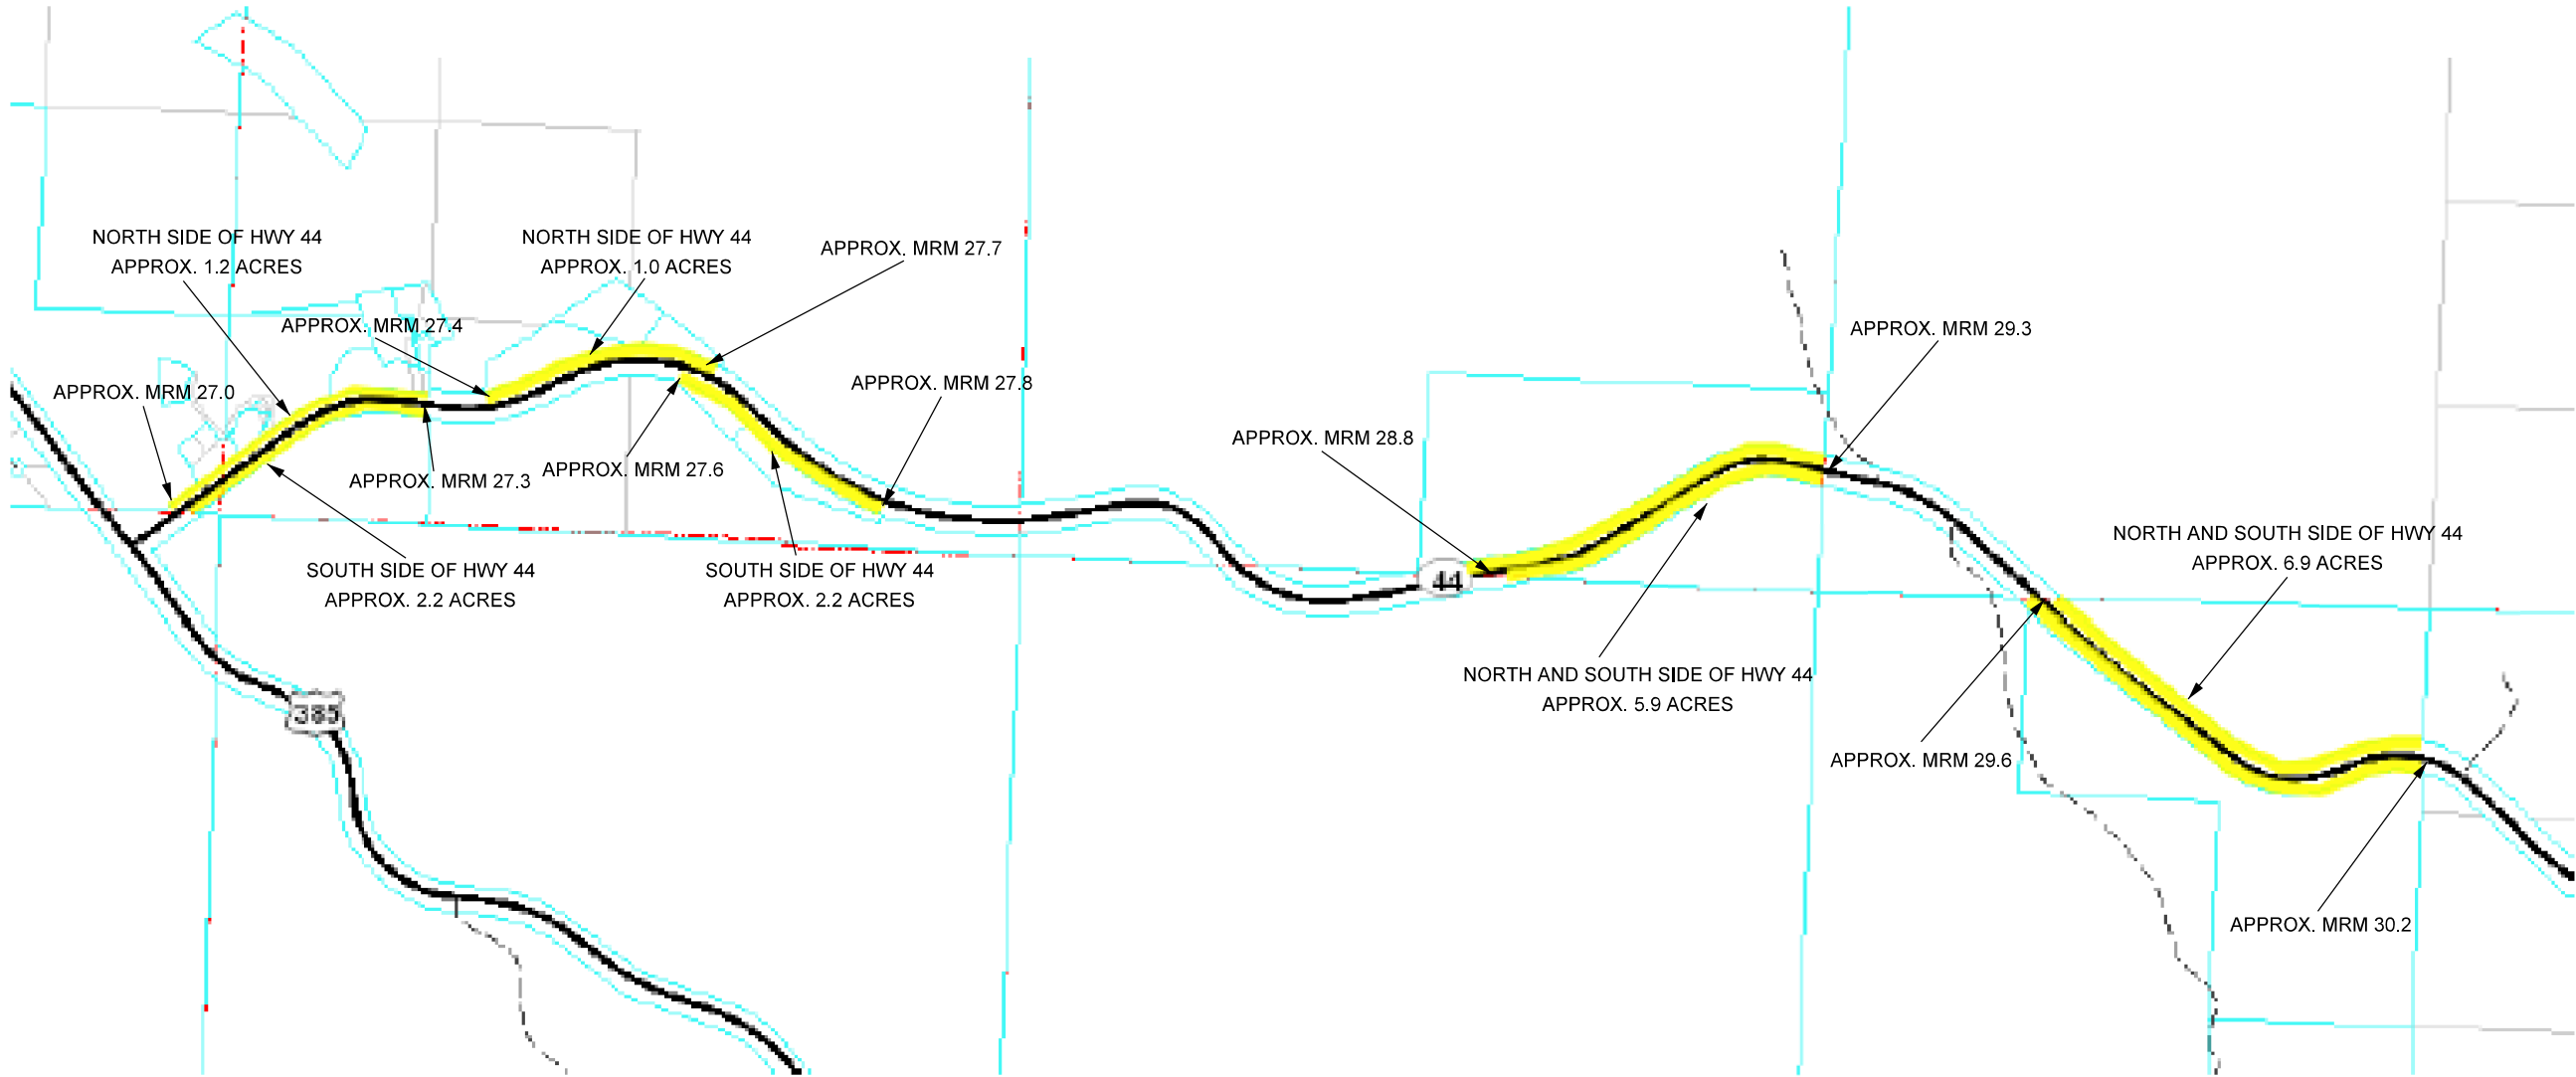 NORTH SIDE OF HWY 44
APPROX. 1.2 ACRES
NORTH SIDE OF HWY 44
APPROX. 1.0 ACRES
APPROX. MRM 27.7
APPROX. MRM 27.4
APPROX. MRM 29.3
APPROX. MRM 27.0
APPROX. MRM 27.8
APPROX. MRM 28.8
APPROX. MRM 27.3
APPROX. MRM 27.6
NORTH AND SOUTH SIDE OF HWY 44
APPROX. 6.9 ACRES
SOUTH SIDE OF HWY 44
APPROX. 2.2 ACRES
SOUTH SIDE OF HWY 44
APPROX. 2.2 ACRES
44
NORTH AND SOUTH SIDE OF HWY 44
APPROX. 5.9 ACRES
385
APPROX. MRM 29.6
APPROX. MRM 30.2